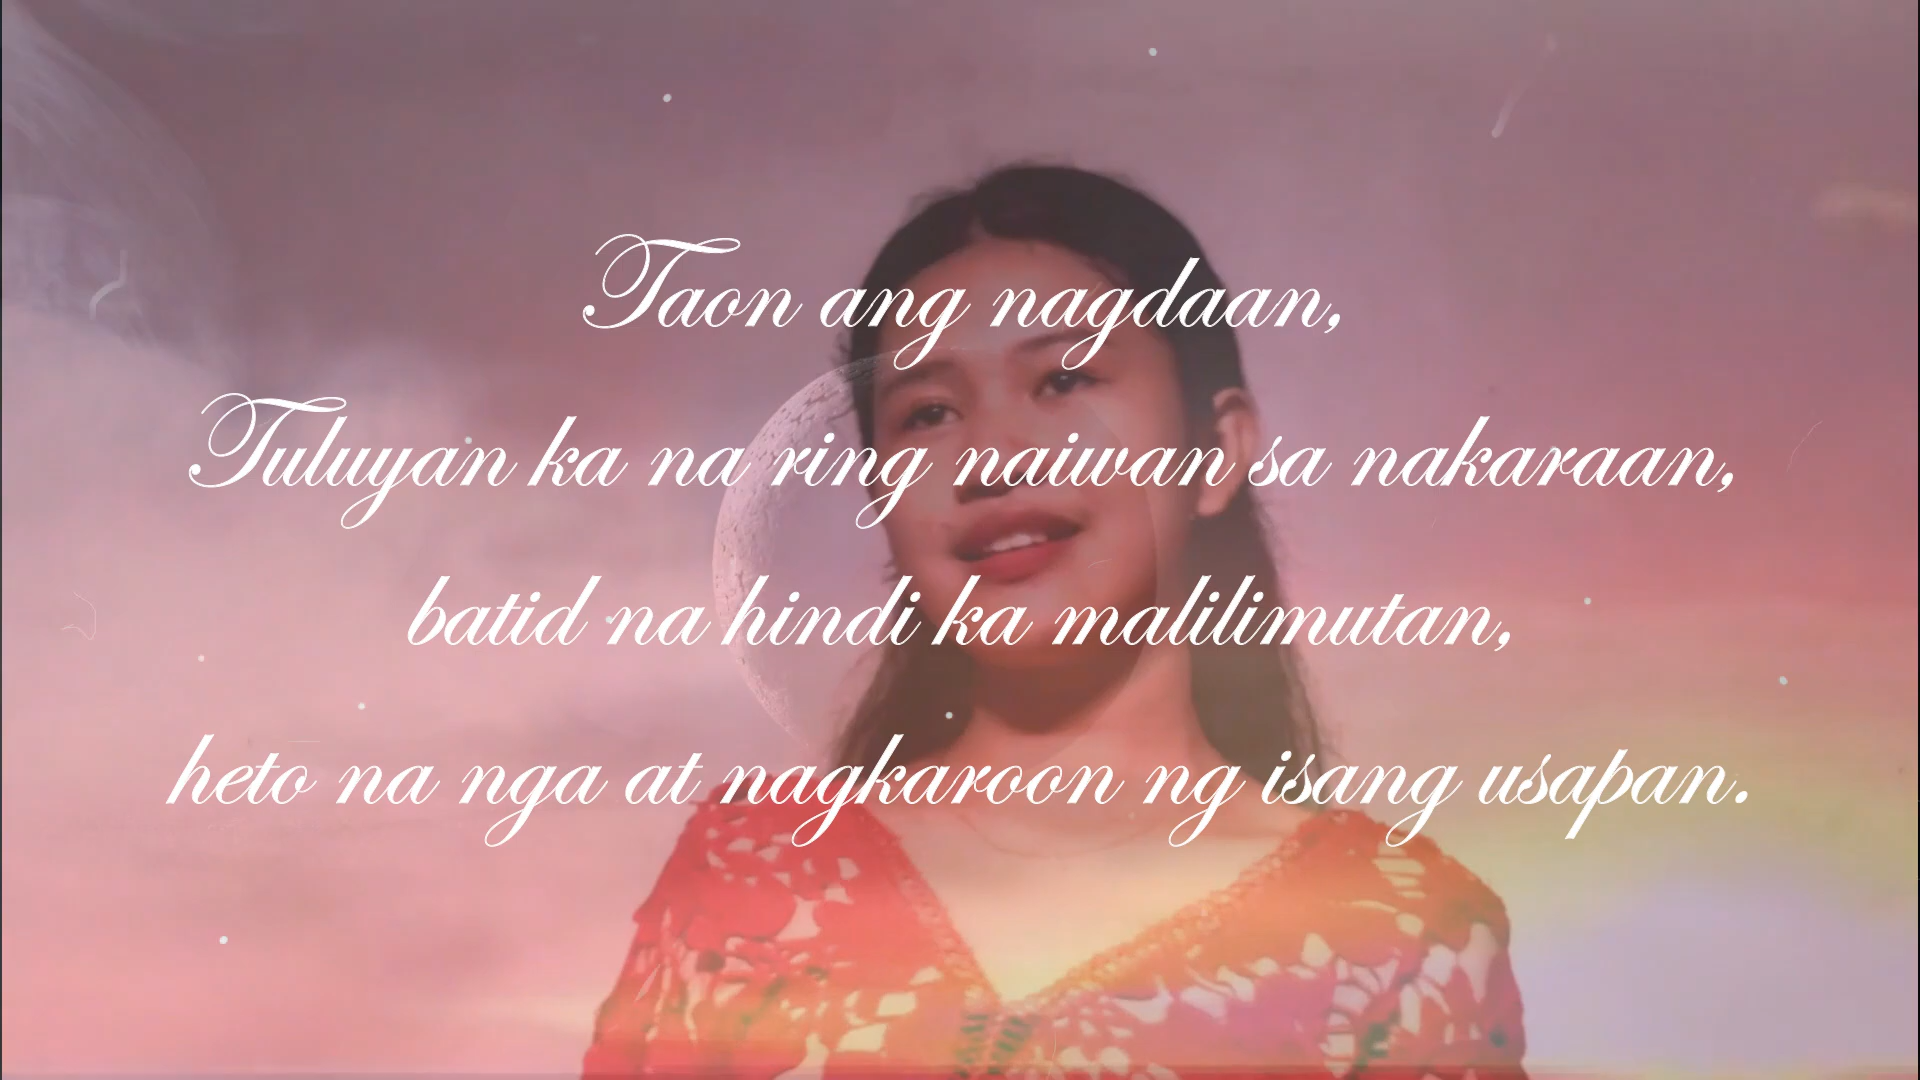 Taon ang nagdaan,
Tuluyan ka na ring naiwan sa nakaraan,
batid na hindi ka malilimutan,
heto na nga at nagkaroon ng isang usapan.